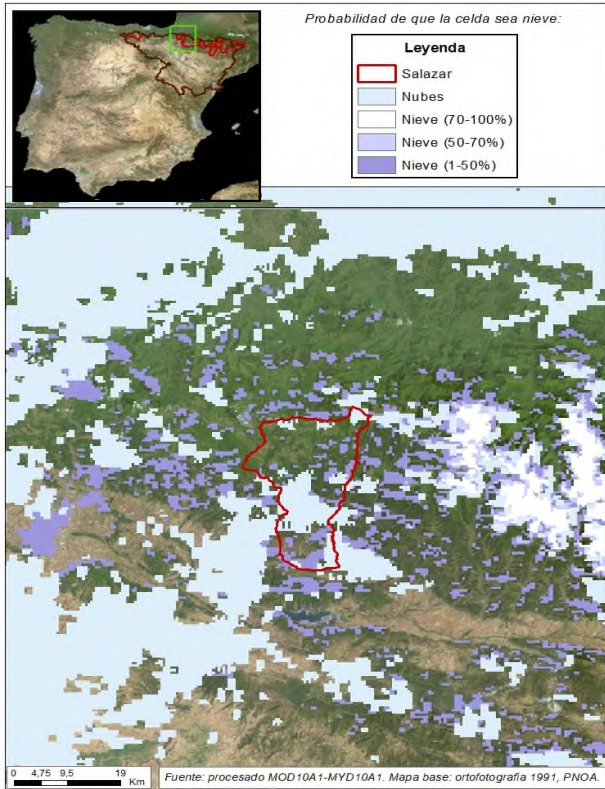 Probabilidad de que la celda sea nieve:
Leyenda
Salazar
Nubes
Nieve (70-100%)
Nieve (50-70%)
Nieve (1-50%)
0 4,75 9,5 19
Km
Fuente: procesado MOD10A1-MYD10A1. Mapa base: ortofotografía 1991, PNOA.